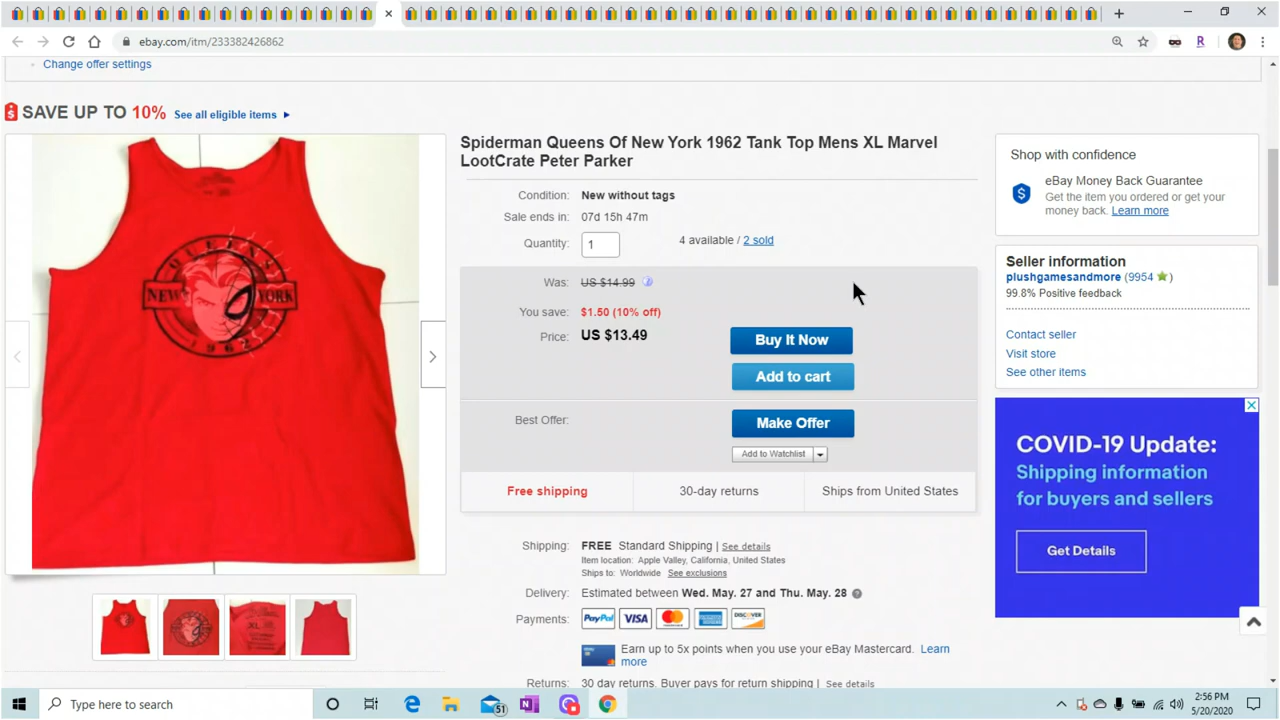 ebay.com/itm/233382426862
Change offer settings
SAVE UP TO 10% See all eligible items
Spiderman Queens Of New York 1962 Tank Top Mens XL Marvel
LootCrate Peter Parker
Condition: New without tags
Sale ends in: 07d 15h 47m
Quantity: 1
4 available / 2 sold
Was: US $14.99
You save: $1.50 (10% off)
Price: US $13.49
Buy It Now
Add to cart
Best Offer:
Make Offer
Add to Watchlist
Free shipping
30-day returns
Ships from United States
Shipping: FREE Standard Shipping | See details
Item location: Apple Valley, California, United States
Ships to: Worldwide See exclusions
Delivery: Estimated between Wed. May. 27 and Thu. May. 28
Payments: PayPal VISA mastercard DISCOVER
Earn up to 5x points when you use your eBay Mastercard. Learn
more
Returns: 30 day returns. Buyer pays for return shipping | See details
QUEENS
NEW YORK
1962
XL
Shop with confidence
eBay Money Back Guarantee
Get the item you ordered or get your
money back. Learn more
Seller information
plushgamesandmore (9954 )
99.8% Positive feedback
Contact seller
Visit store
See other items
COVID-19 Update:
Shipping information
for buyers and sellers
Get Details
Type here to search
51
2:56 PM
5/20/2020